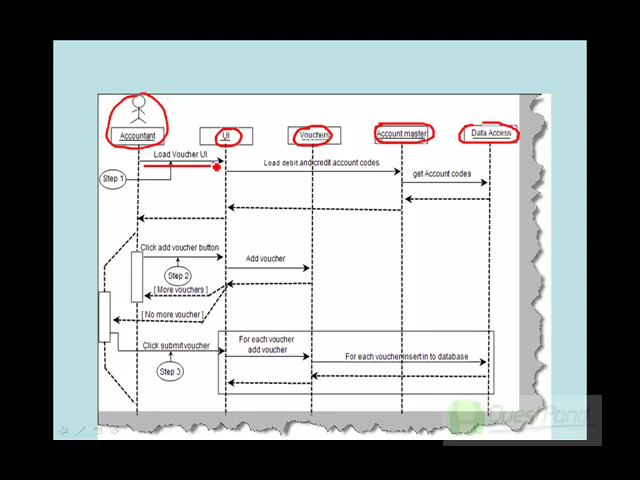 Accountant
UI
Vouchers
Account master
Data Access
Load Voucher UI
Load debit and credit account codes
get Account codes
Step 1
Click add voucher button
Add voucher
Step 2
[ More vouchers ]
[ No more voucher ]
For each voucher
add voucher
Click submit voucher
For each voucher insert in to database
Step 3
QuestPond